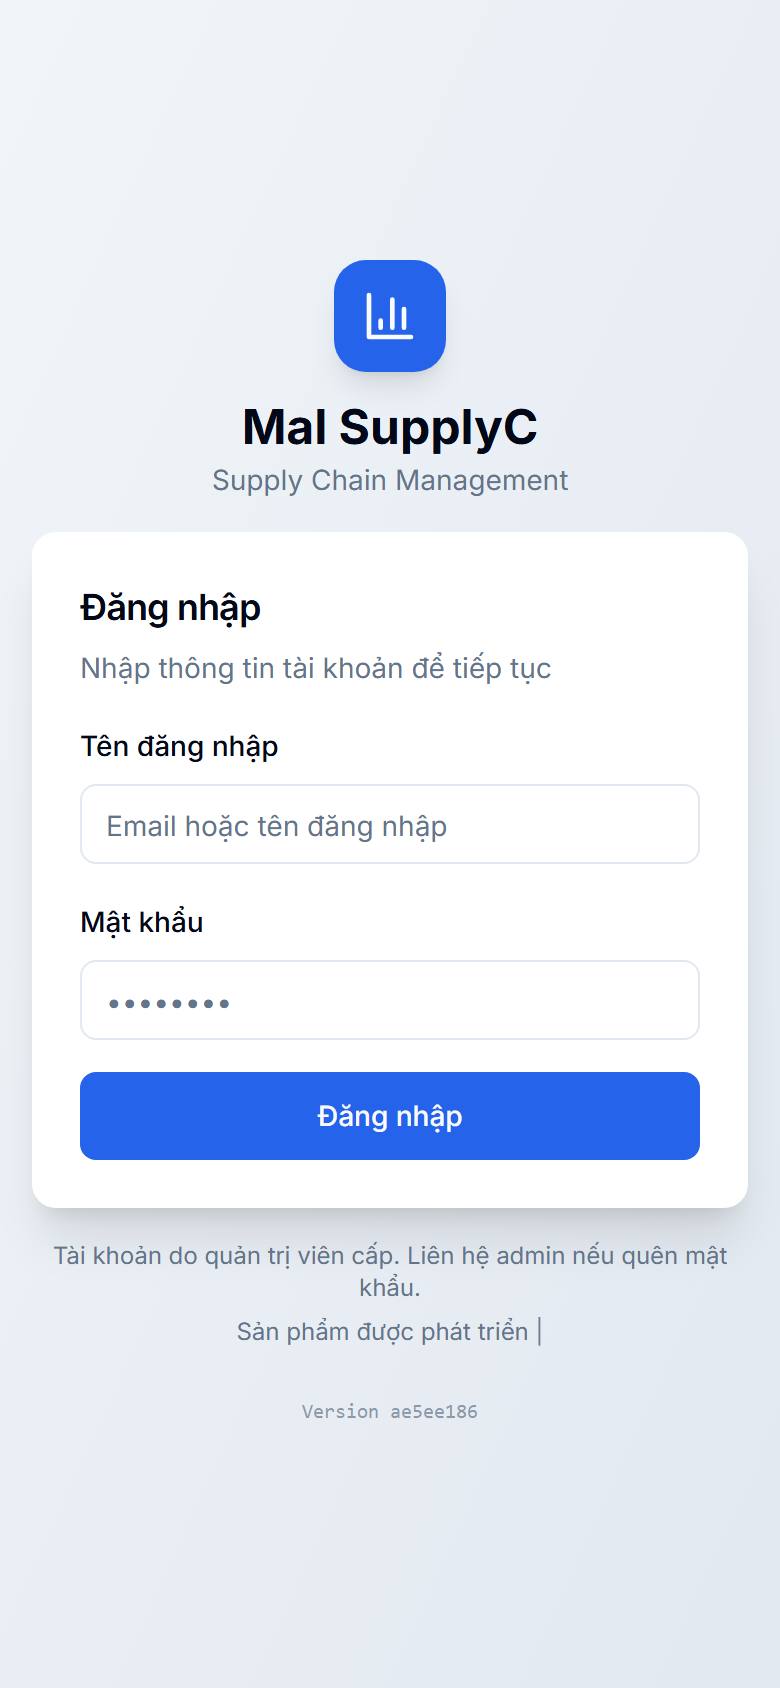 Mal SupplyC
Supply Chain Management
Đăng nhập
Nhập thông tin tài khoản để tiếp tục
Tên đăng nhập
Email hoặc tên đăng nhập
Mật khẩu
••••••••
Đăng nhập
Tài khoản do quản trị viên cấp. Liên hệ admin nếu quên mật
khẩu.
Sản phẩm được phát triển |
Version ae5ee186